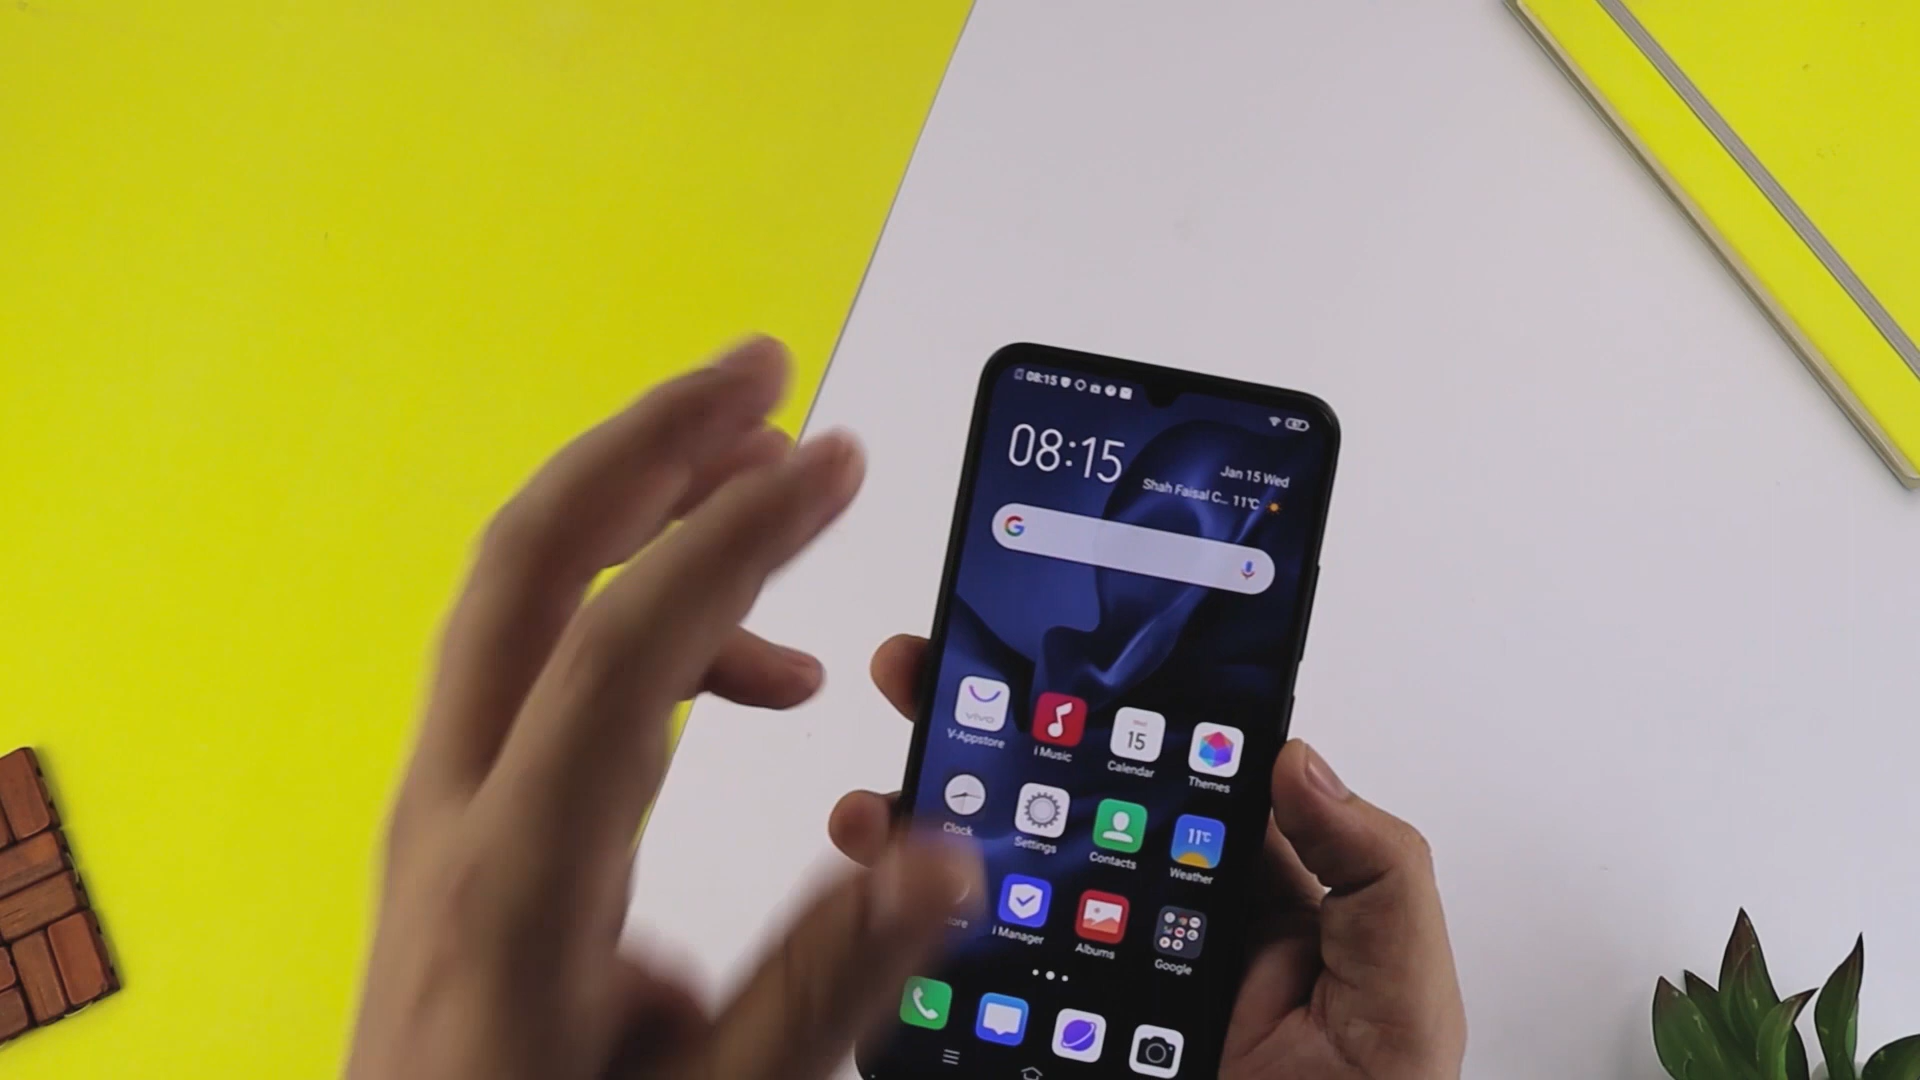 08:15
08:15
Jan 15 Wed
Shah Faisal C... 11°C
vivo
15
11°C
V-Appstore
i Music
Calendar
Themes
Clock
Settings
Contacts
Weather
i Manager
Albums
Google